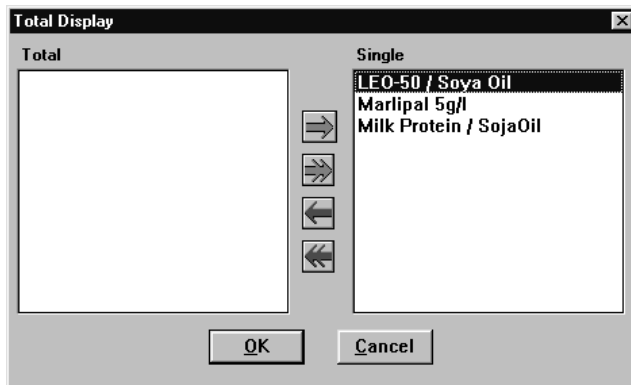 Total Display
Total
Single
LEO-50 / Soya Oil
Marlipal 5g/l
Milk Protein / SojaOil
OK
Cancel